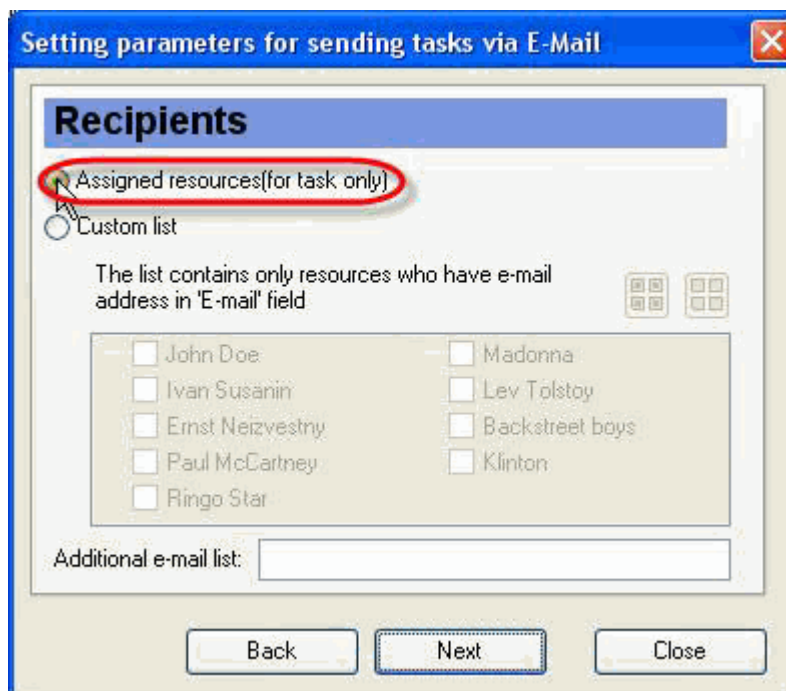 Setting parameters for sending tasks via E-Mail
Recipients
Assigned resources(for task only)
Custom list
The list contains only resources who have e-mail
address in 'E-mail' field
John Doe
Madonna
Ivan Susanin
Lev Tolstoy
Ernst Neizvestny
Backstreet boys
Paul McCartney
Klinton
Ringo Star
Additional e-mail list:
Back
Next
Close